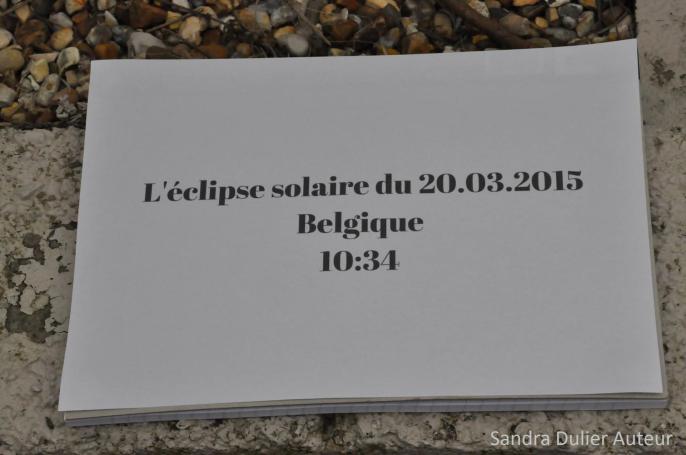 L'éclipse solaire du 20.03.2015
Belgique
10:34
Sandra Dulier Auteur